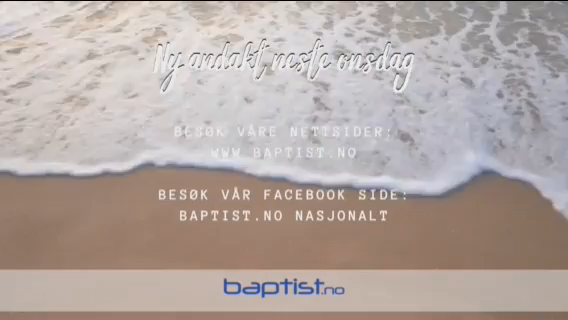 Ny andakt neste onsdag
BESØK VÅRE NETTSIDER:
WWW.BAPTIST.NO
BESØK VÅR FACEBOOK SIDE:
BAPTIST.NO NASJONALT
baptist.no